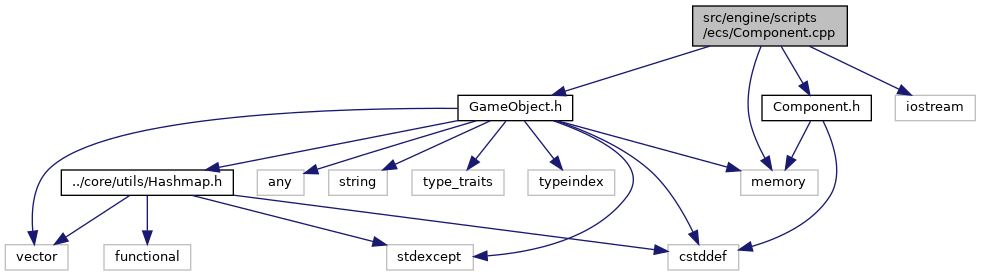 src/engine/scripts
/ecs/Component.cpp
GameObject.h
Component.h
iostream
../core/utils/Hashmap.h
any
string
type_traits
typeindex
memory
vector
functional
stdexcept
cstddef